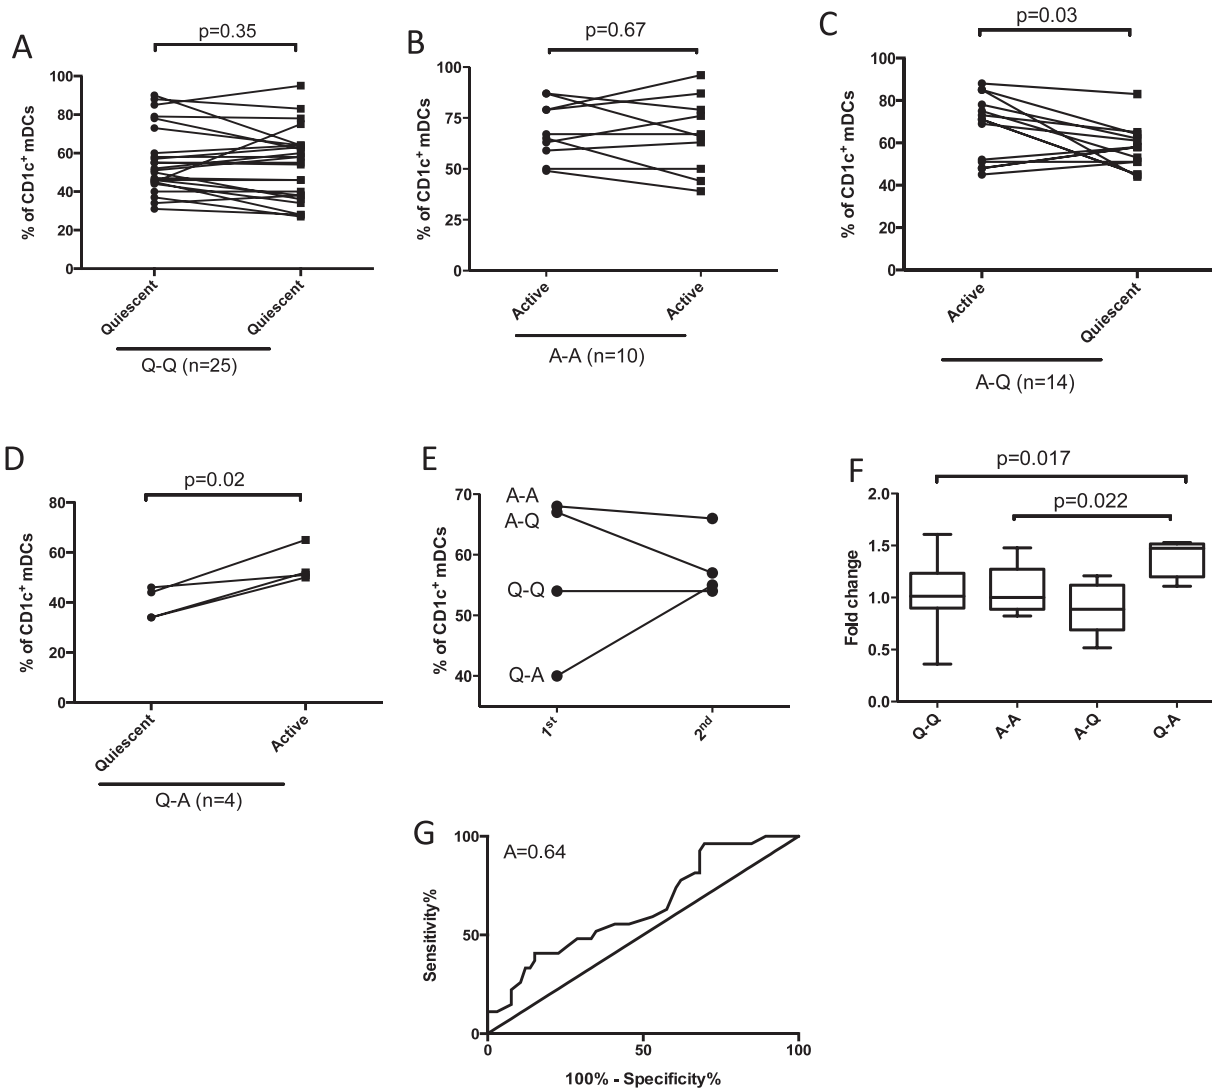 A
p=0.35
% of CD1c+ mDCs
100
80
60
40
20
0
Quiescent
Quiescent
Q-Q (n=25)
B
p=0.67
% of CD1c+ mDCs
100
75
50
25
0
Active
Active
A-A (n=10)
C
p=0.03
% of CD1c+ mDCs
100
80
60
40
20
0
Active
Quiescent
A-Q (n=14)
D
p=0.02
% of CD1c+ mDCs
80
60
40
20
0
Quiescent
Active
Q-A (n=4)
E
% of CD1c+ mDCs
70
60
50
40
A-A
A-Q
Q-Q
Q-A
1st
2nd
F
p=0.017
p=0.022
Fold change
2.0
1.5
1.0
0.5
0.0
Q-Q
A-A
A-Q
Q-A
G
A=0.64
Sensitivity%
100
50
0
0
50
100
100% - Specificity%